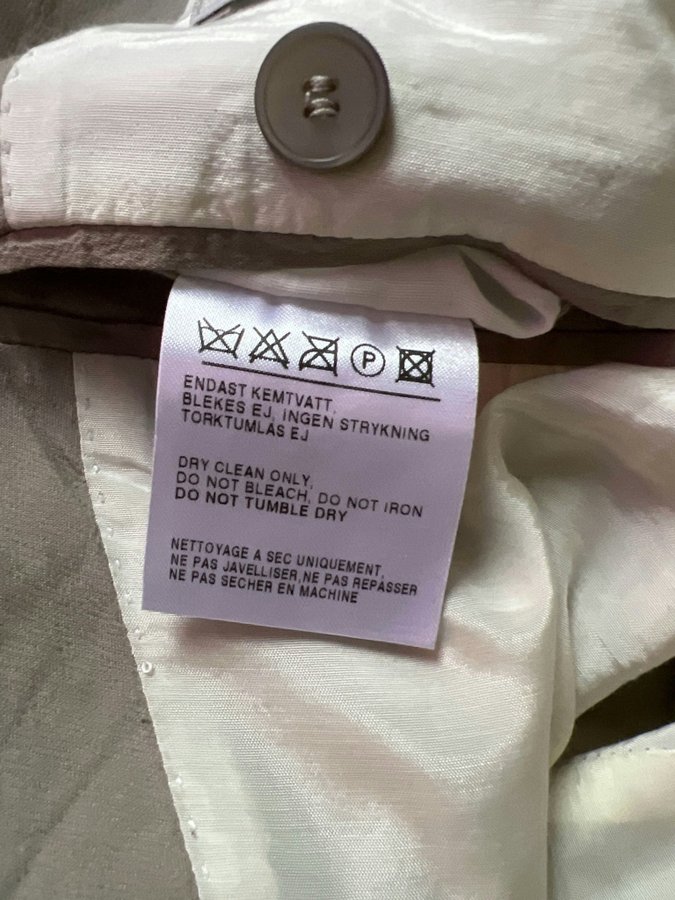 P
ENDAST KEMTVATT,
BLEKES EJ, INGEN STRYKNING
TORKTUMLAS EJ
DRY CLEAN ONLY,
DO NOT BLEACH, DO NOT IRON
DO NOT TUMBLE DRY
NETTOYAGE A SEC UNIQUEMENT,
NE PAS JAVELLISER, NE PAS REPASSER
NE PAS SECHER EN MACHINE